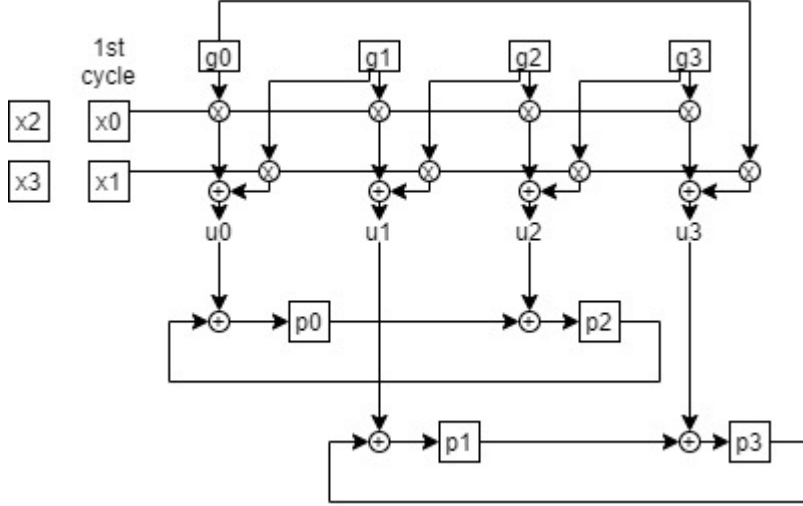 1st
cycle
g0 g1 g2 g3
x2 x0 x x x x
x3 x1 x x x x
+ + + +
u0 u1 u2 u3
+ p0 + p2
+ p1 + p3